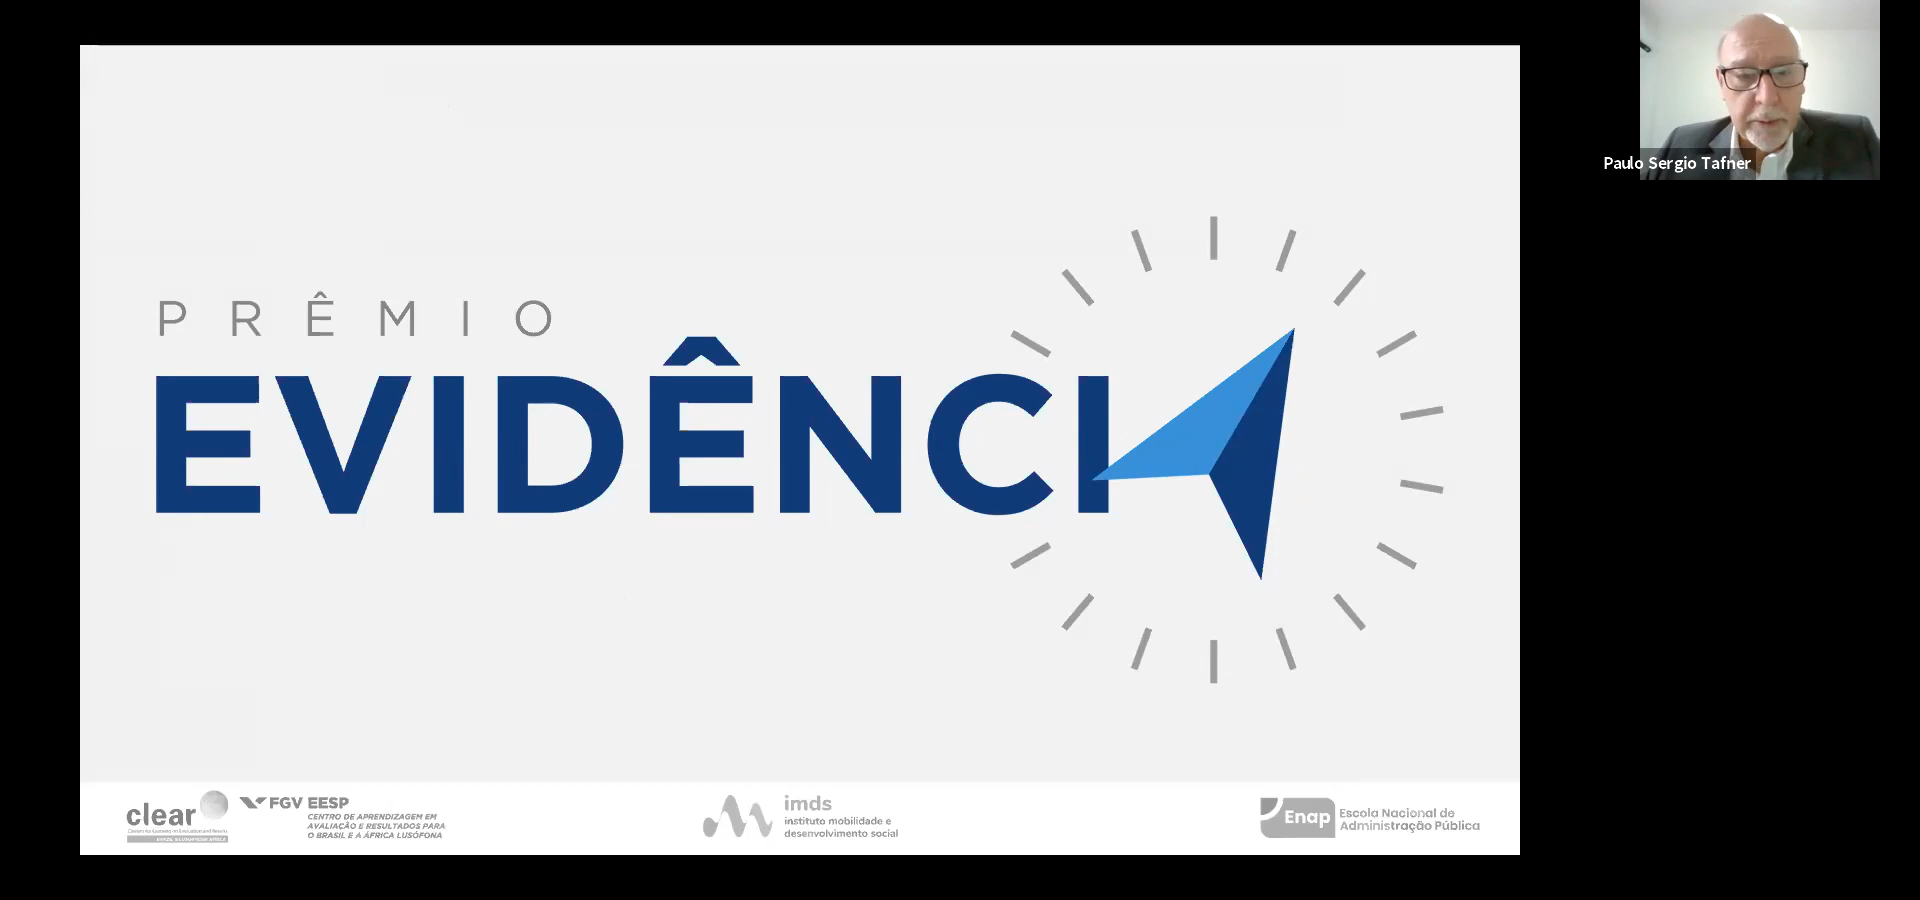 Paulo Sergio Tafner
PRÊMIO
EVIDÊNCIA
clear
FGV EESP
CENTRO DE APRENDIZAGEM EM
AVALIAÇÃO E RESULTADOS PARA
O BRASIL E A ÁFRICA LUSÓFONA
imds
instituto mobilidade e
desenvolvimento social
Enap
Escola Nacional de
Administração Pública